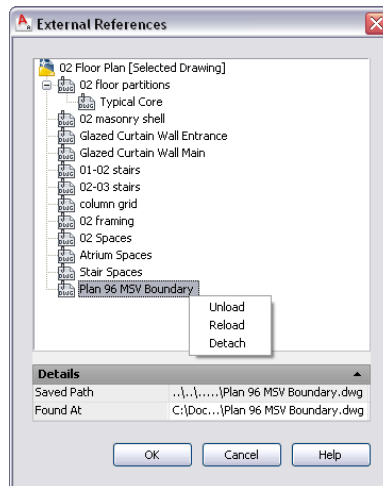 External References
02 Floor Plan [Selected Drawing]
02 floor partitions
Typical Core
02 masonry shell
Glazed Curtain Wall Entrance
Glazed Curtain Wall Main
01-02 stairs
02-03 stairs
column grid
02 framing
02 Spaces
Atrium Spaces
Stair Spaces
Plan 96 MSV Boundary
Unload
Reload
Detach
Details
Saved Path ..\..\.....\Plan 96 MSV Boundary.dwg
Found At C:\Doc...\Plan 96 MSV Boundary.dwg
OK Cancel Help